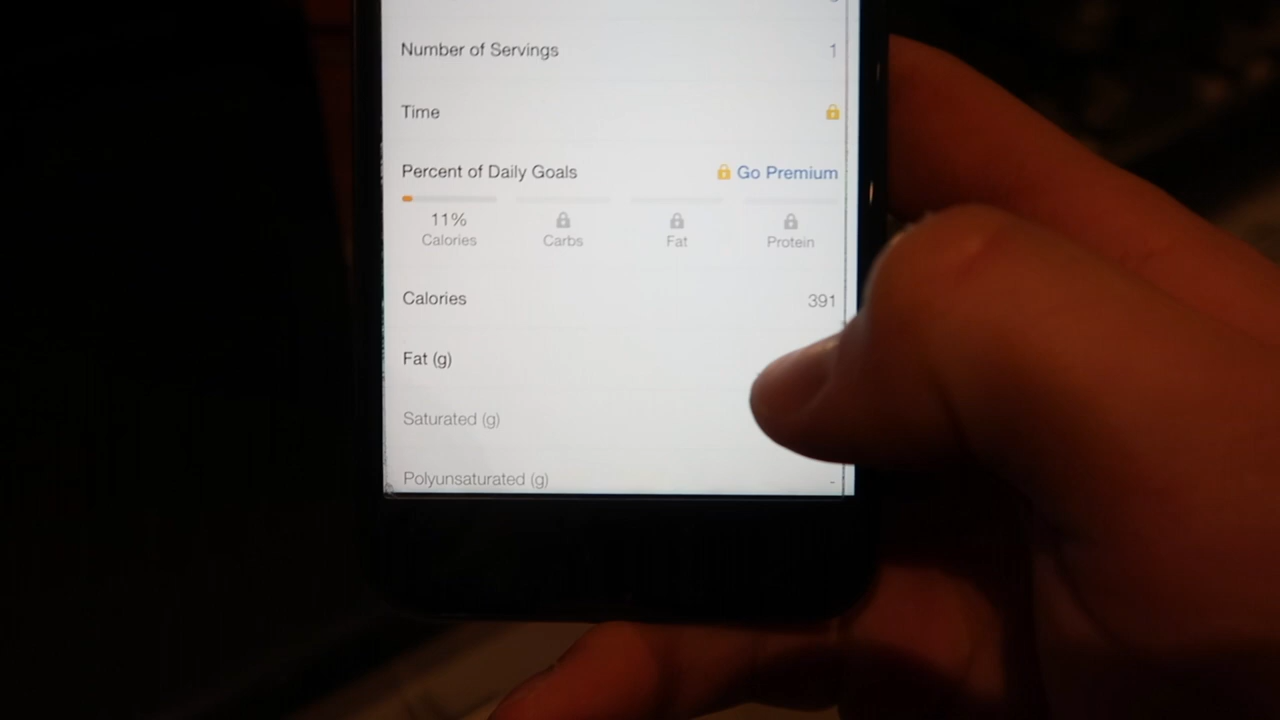 Number of Servings 1
Time
Percent of Daily Goals Go Premium
11%
Calories Carbs Fat Protein
Calories 391
Fat (g)
Saturated (g)
Polyunsaturated (g) -